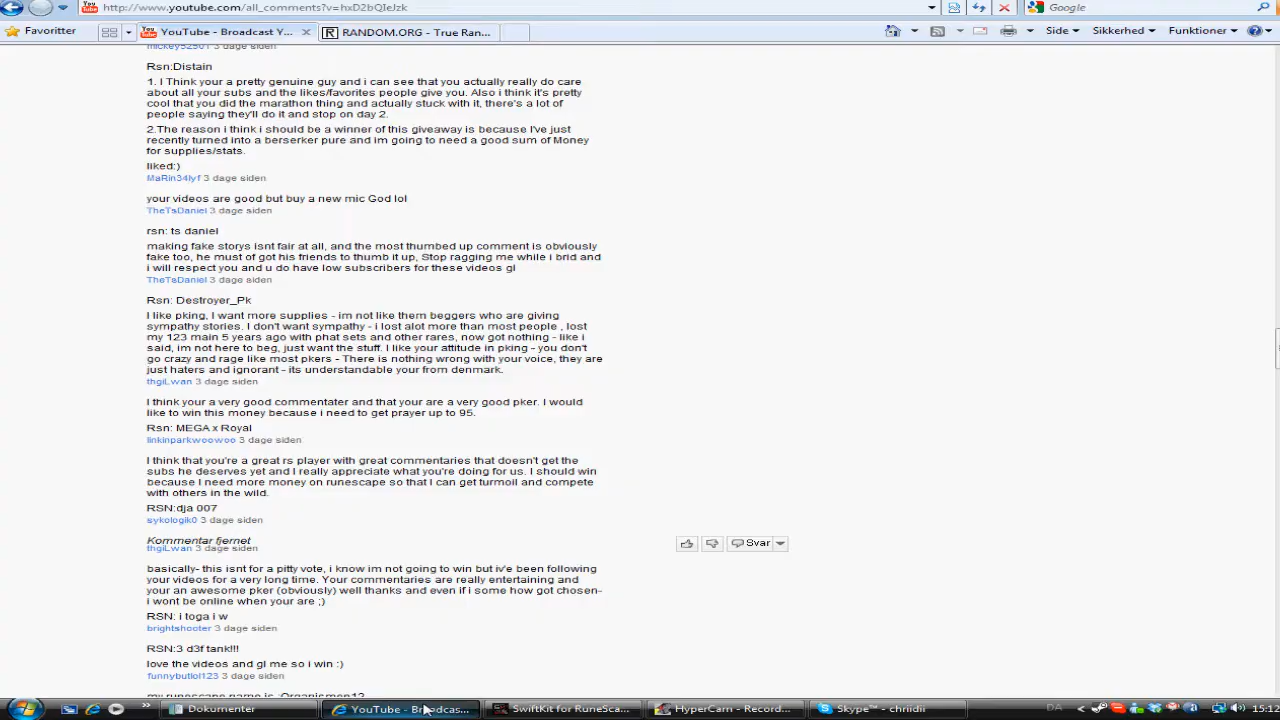 http://www.youtube.com/all_comments?v=hxD2bQIeJzk
Google
Favoritter
YouTube - Broadcast Y...
RANDOM.ORG - True Ran...
Side
Sikkerhed
Funktioner
mickey52501 3 dage siden
Rsn:Distain
1. I Think your a pretty genuine guy and i can see that you actually really do care
about all your subs and the likes/favorites people give you. Also i think it's pretty
cool that you did the marathon thing and actually stuck with it, there's a lot of
people saying they'll do it and stop on day 2.
2.The reason i think i should be a winner of this giveaway is because I've just
recently turned into a berserker pure and im going to need a good sum of Money
for supplies/stats.
liked:)
MaRin34lyf 3 dage siden
your videos are good but buy a new mic God lol
TheTsDaniel 3 dage siden
rsn: ts daniel
making fake storys isnt fair at all, and the most thumbed up comment is obviously
fake too, he must of got his friends to thumb it up, Stop ragging me while i brid and
i will respect you and u do have low subscribers for these videos gl
TheTsDaniel 3 dage siden
Rsn: Destroyer_Pk
I like pking, I want more supplies - im not like them beggers who are giving
sympathy stories. I don't want sympathy - i lost alot more than most people , lost
my 123 main 5 years ago with phat sets and other rares, now got nothing - like i
said, im not here to beg, just want the stuff. I like your attitude in pking - you don't
go crazy and rage like most pkers - There is nothing wrong with your voice, they are
just haters and ignorant - its understandable your from denmark.
thgiLwan 3 dage siden
I think your a very good commentater and that your are a very good pker. I would
like to win this money because i need to get prayer up to 95.
Rsn: MEGA x Royal
linkinparkwoowoo 3 dage siden
I think that you're a great rs player with great commentaries that doesn't get the
subs he deserves yet and I really appreciate what you're doing for us. I should win
because I need more money on runescape so that I can get turmoil and compete
with others in the wild.
RSN:dja 007
sykologik0 3 dage siden
Kommentar fjernet
thgiLwan 3 dage siden
Svar
basically- this isnt for a pitty vote, i know im not going to win but iv'e been following
your videos for a very long time. Your commentaries are really entertaining and
your an awesome pker (obviously) well thanks and even if i some how got chosen-
i wont be online when your are ;)
RSN: i toga i w
brightshooter 3 dage siden
RSN:3 d3f tank!!!
love the videos and gl me so i win :)
funnybutlol123 3 dage siden
my runescape name is :Organismen12
Dokumenter
YouTube - Broadcas...
SwiftKit for RuneSca...
HyperCam - Record...
Skype™ - chriidii
DA
15:12